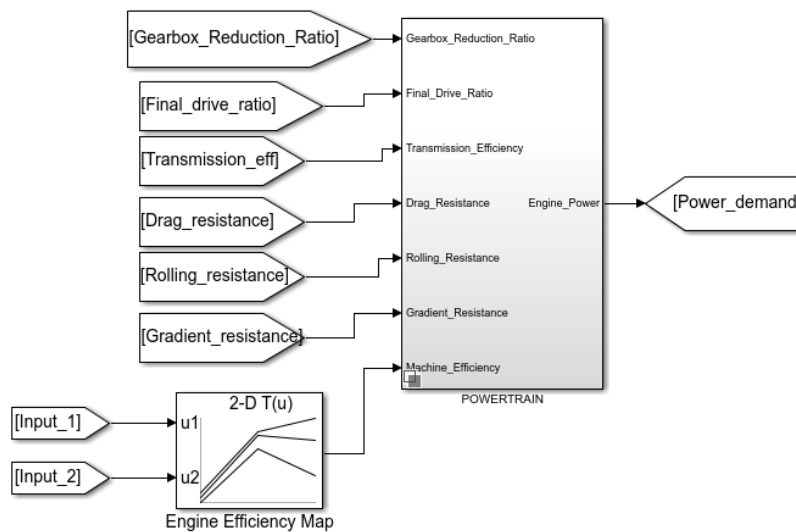 [Gearbox_Reduction_Ratio]
Gearbox_Reduction_Ratio
[Final_drive_ratio]
Final_Drive_Ratio
[Transmission_eff]
Transmission_Efficiency
[Drag_resistance]
Drag_Resistance
Engine_Power
[Power_demand
[Rolling_resistance]
Rolling_Resistance
[Gradient_resistance]
Gradient_Resistance
Machine_Efficiency
POWERTRAIN
2-D T(u)
[Input_1]
u1
[Input_2]
u2
Engine Efficiency Map